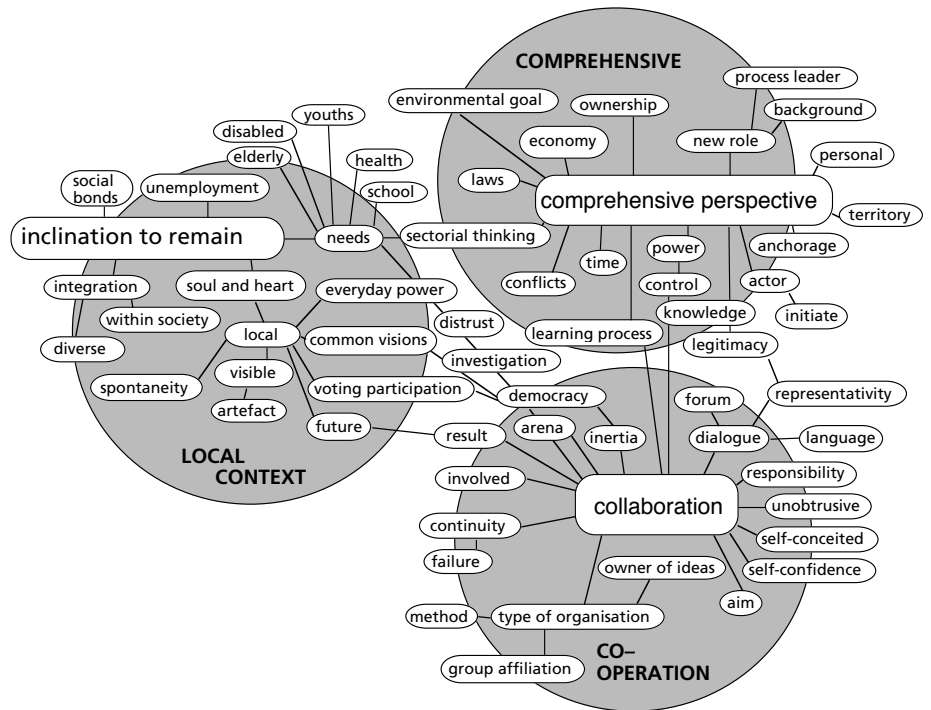 COMPREHENSIVE
process leader
environmental goal
ownership
background
youths
disabled
economy
new role
elderly
health
personal
social
bonds
unemployment
laws
school
comprehensive perspective
territory
inclination to remain
needs
sectorial thinking
power
anchorage
time
integration
soul and heart
everyday power
conflicts
control
actor
within society
knowledge
initiate
distrust
local
common visions
learning process
legitimacy
diverse
investigation
visible
spontaneity
voting participation
democracy
forum
representativity
artefact
future
result
arena
inertia
dialogue
language
LOCAL
CONTEXT
involved
responsibility
collaboration
unobtrusive
continuity
self-conceited
failure
owner of ideas
self-confidence
aim
method
type of organisation
CO–
OPERATION
group affiliation